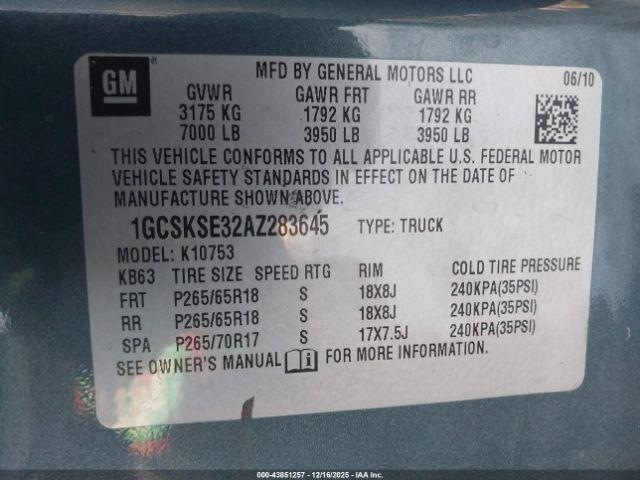 GM
MFD BY GENERAL MOTORS LLC 06/10
GVWR GAWR FRT GAWR RR
3175 KG 1792 KG 1792 KG
7000 LB 3950 LB 3950 LB
THIS VEHICLE CONFORMS TO ALL APPLICABLE U.S. FEDERAL MOTOR
VEHICLE SAFETY STANDARDS IN EFFECT ON THE DATE OF
MANUFACTURE SHOWN ABOVE.
1GCSKSE32AZ283645 TYPE: TRUCK
MODEL: K10753
KB63 TIRE SIZE SPEED RTG RIM COLD TIRE PRESSURE
FRT P265/65R18 S 18X8J 240KPA(35PSI)
RR P265/65R18 S 18X8J 240KPA(35PSI)
SPA P265/70R17 S 17X7.5J 240KPA(35PSI)
SEE OWNER'S MANUAL i FOR MORE INFORMATION.
000-43851257 - 12/16/2025 - IAAI.COM